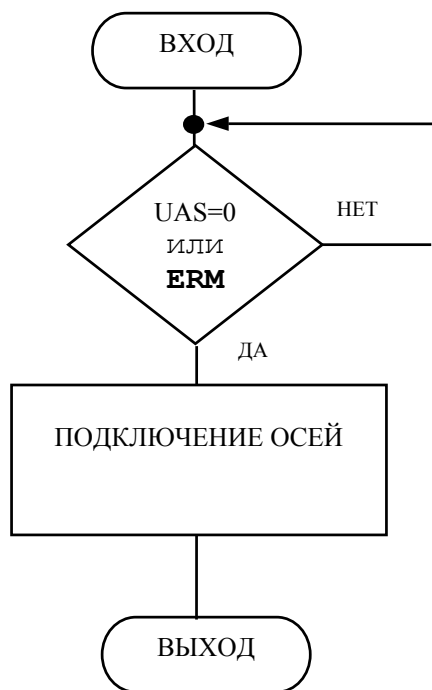 ВХОД
UAS=0
НЕТ
ИЛИ
ERM
ДА
ПОДКЛЮЧЕНИЕ ОСЕЙ
ВЫХОД